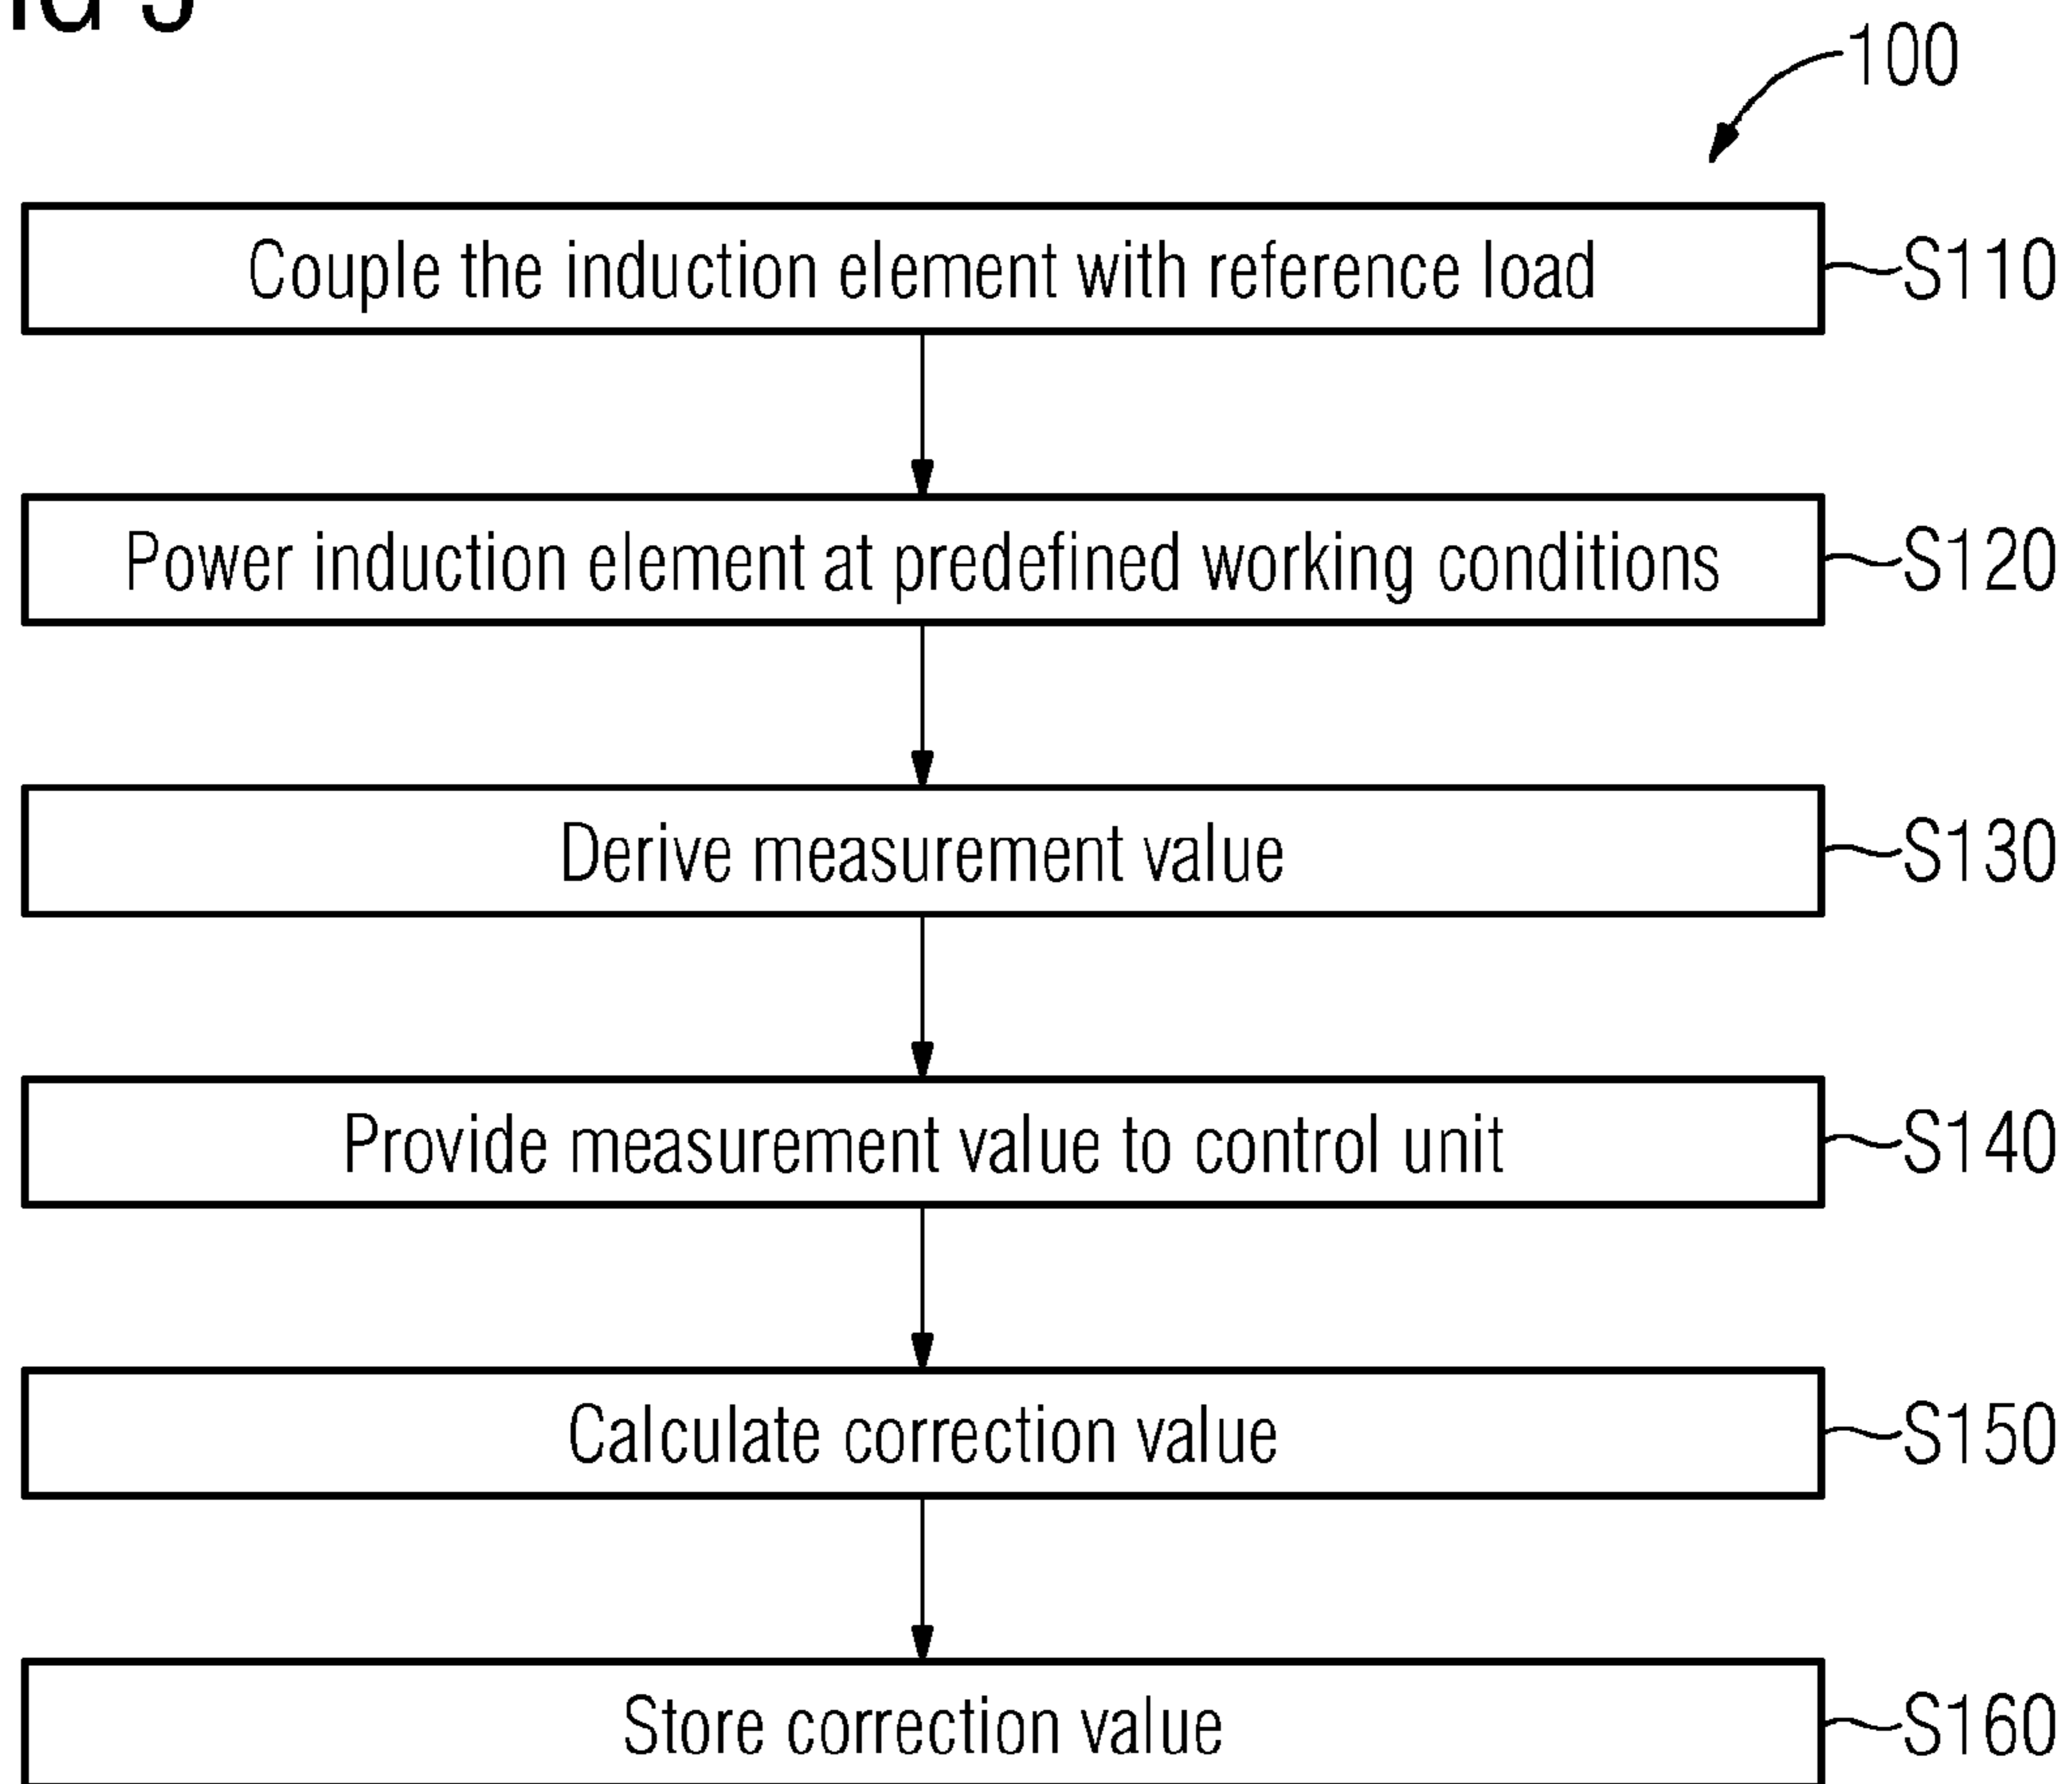 100
Couple the induction element with reference load
S110
Power induction element at predefined working conditions
S120
Derive measurement value
S130
Provide measurement value to control unit
S140
Calculate correction value
S150
Store correction value
S160